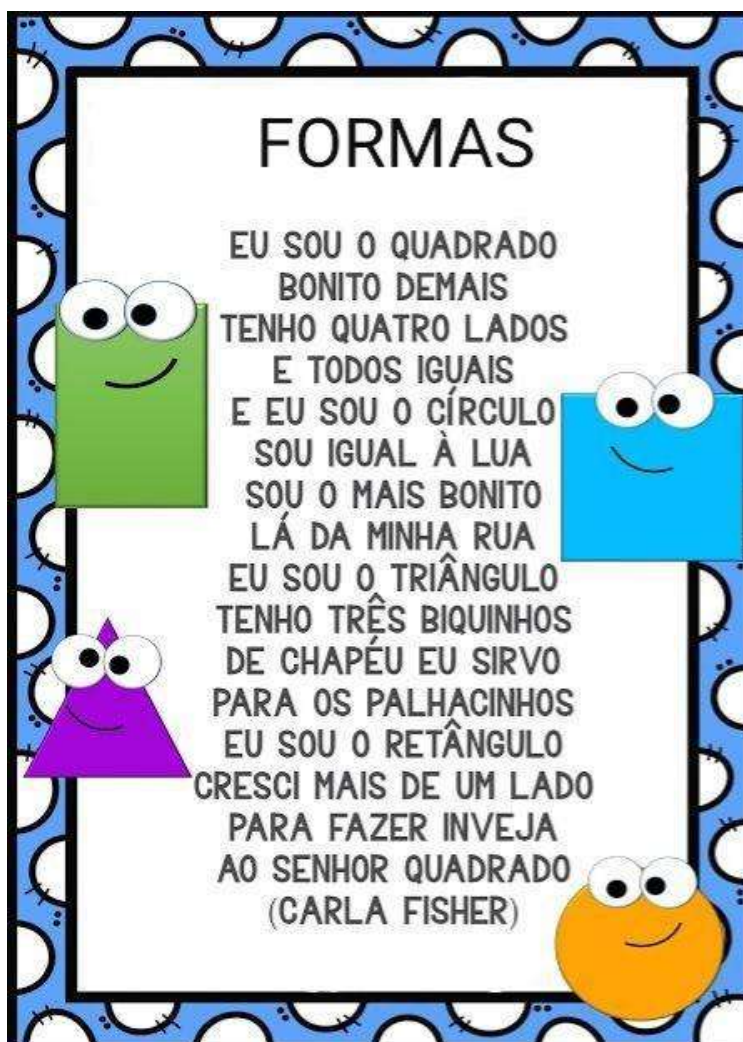 FORMAS
EU SOU O QUADRADO
BONITO DEMAIS
TENHO QUATRO LADOS
E TODOS IGUAIS
E EU SOU O CÍRCULO
SOU IGUAL À LUA
SOU O MAIS BONITO
LÁ DA MINHA RUA
EU SOU O TRIÂNGULO
TENHO TRÊS BIQUINHOS
DE CHAPÉU EU SIRVO
PARA OS PALHACINHOS
EU SOU O RETÂNGULO
CRESCI MAIS DE UM LADO
PARA FAZER INVEJA
AO SENHOR QUADRADO
(CARLA FISHER)